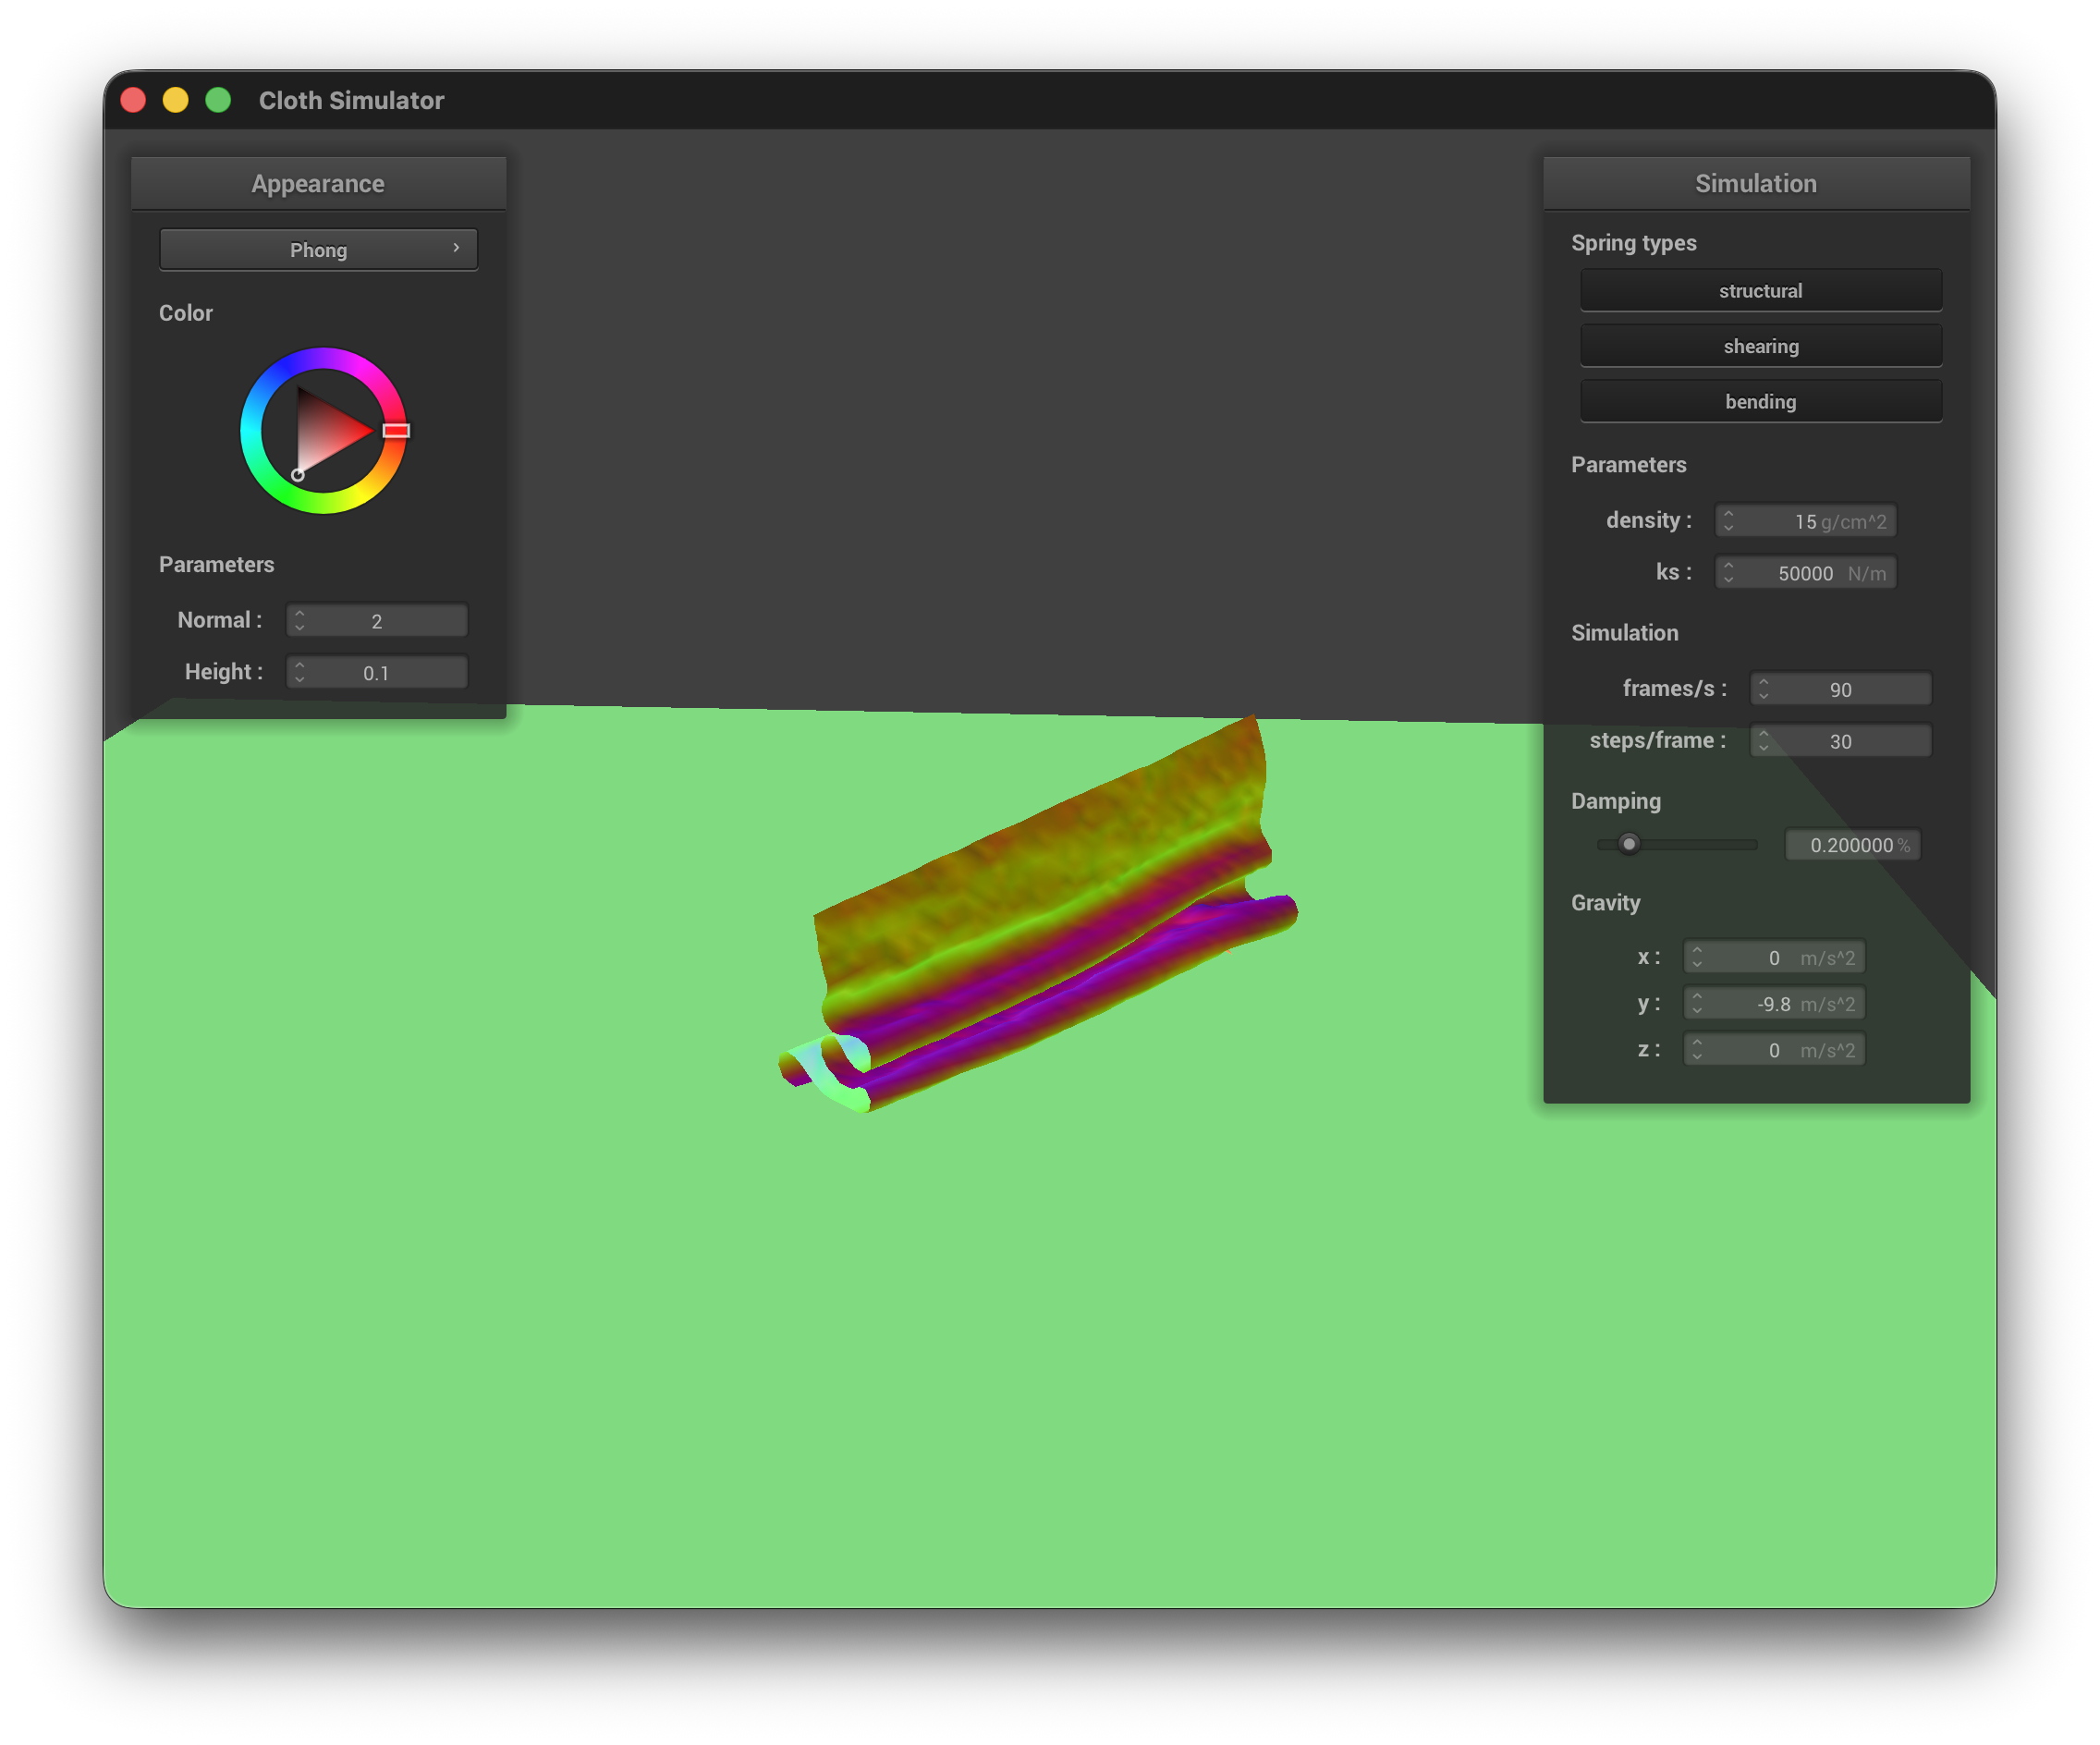 Cloth Simulator
Appearance
Phong
Color
Parameters
Normal : 2
Height : 0.1
Simulation
Spring types
structural
shearing
bending
Parameters
density : 15 g/cm^2
ks : 50000 N/m
Simulation
frames/s : 90
steps/frame : 30
Damping
0.200000 %
Gravity
x : 0 m/s^2
y : -9.8 m/s^2
z : 0 m/s^2